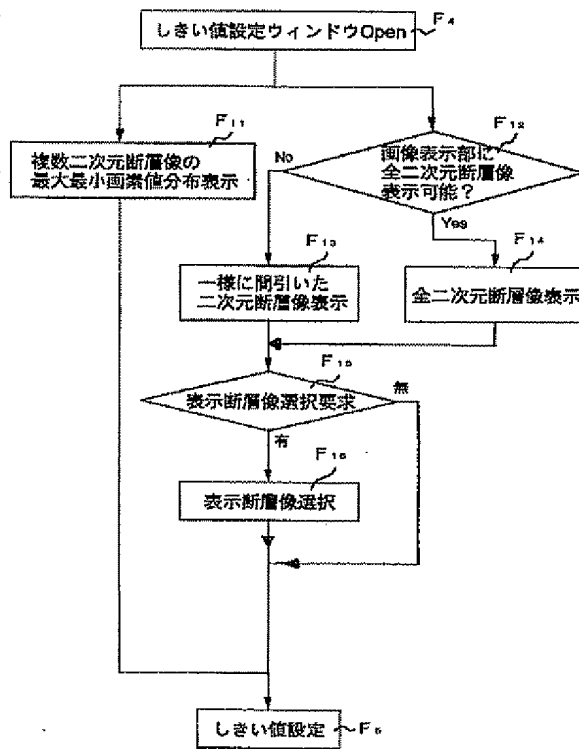 しきい値設定ウィンドウOpen
F4
F11
複数二次元断層像の
最大最小画素値分布表示
F12
画像表示部に
全二次元断層像
表示可能？
No
Yes
F13
一様に間引いた
二次元断層像表示
F14
全二次元断層像表示
F15
表示断層像選択要求
無
有
F16
表示断層像選択
しきい値設定
F5